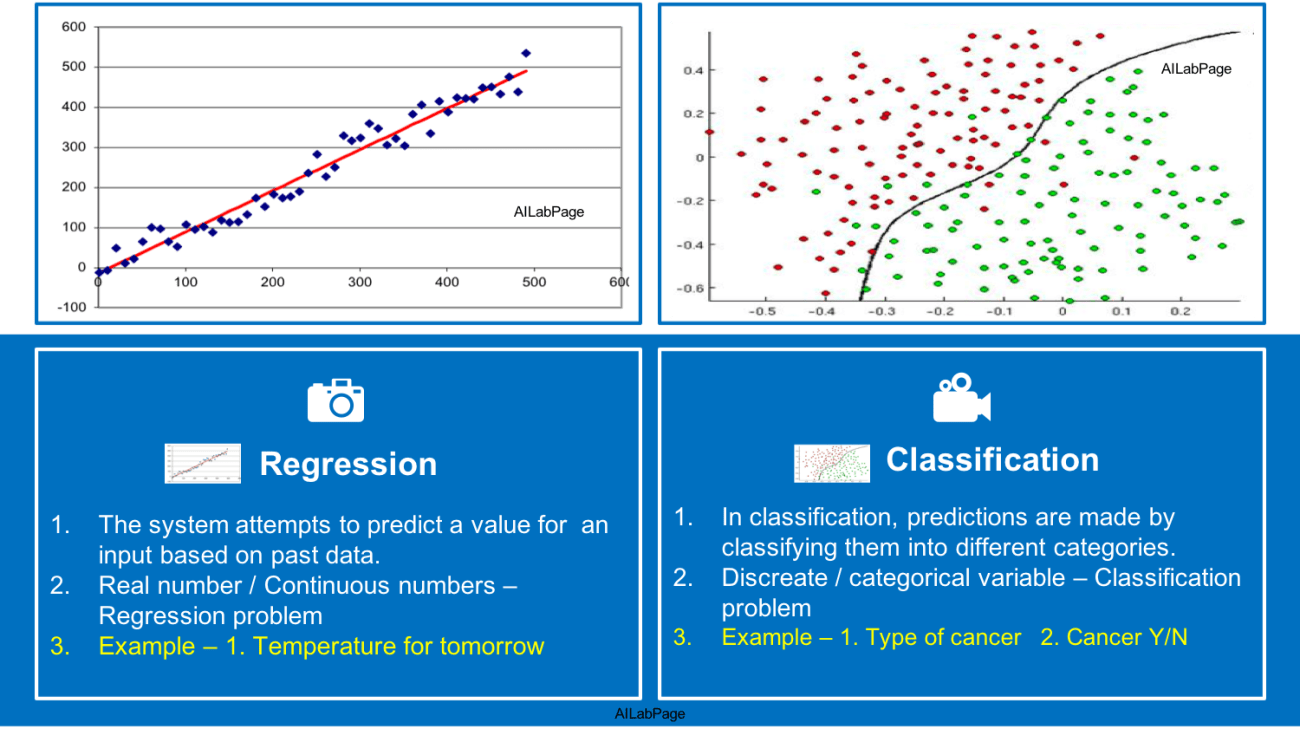 600
500
400
300
200
100
0
-100
0
100
200
300
400
500
AILabPage
0.4
0.2
0
-0.2
-0.4
-0.6
-0.5
-0.4
-0.3
-0.2
-0.1
0
0.1
0.2
AILabPage
Regression
1. The system attempts to predict a value for an
input based on past data.
2. Real number / Continuous numbers –
Regression problem
3. Example – 1. Temperature for tomorrow
Classification
1. In classification, predictions are made by
classifying them into different categories.
2. Discreate / categorical variable – Classification
problem
3. Example – 1. Type of cancer 2. Cancer Y/N
AILabPage